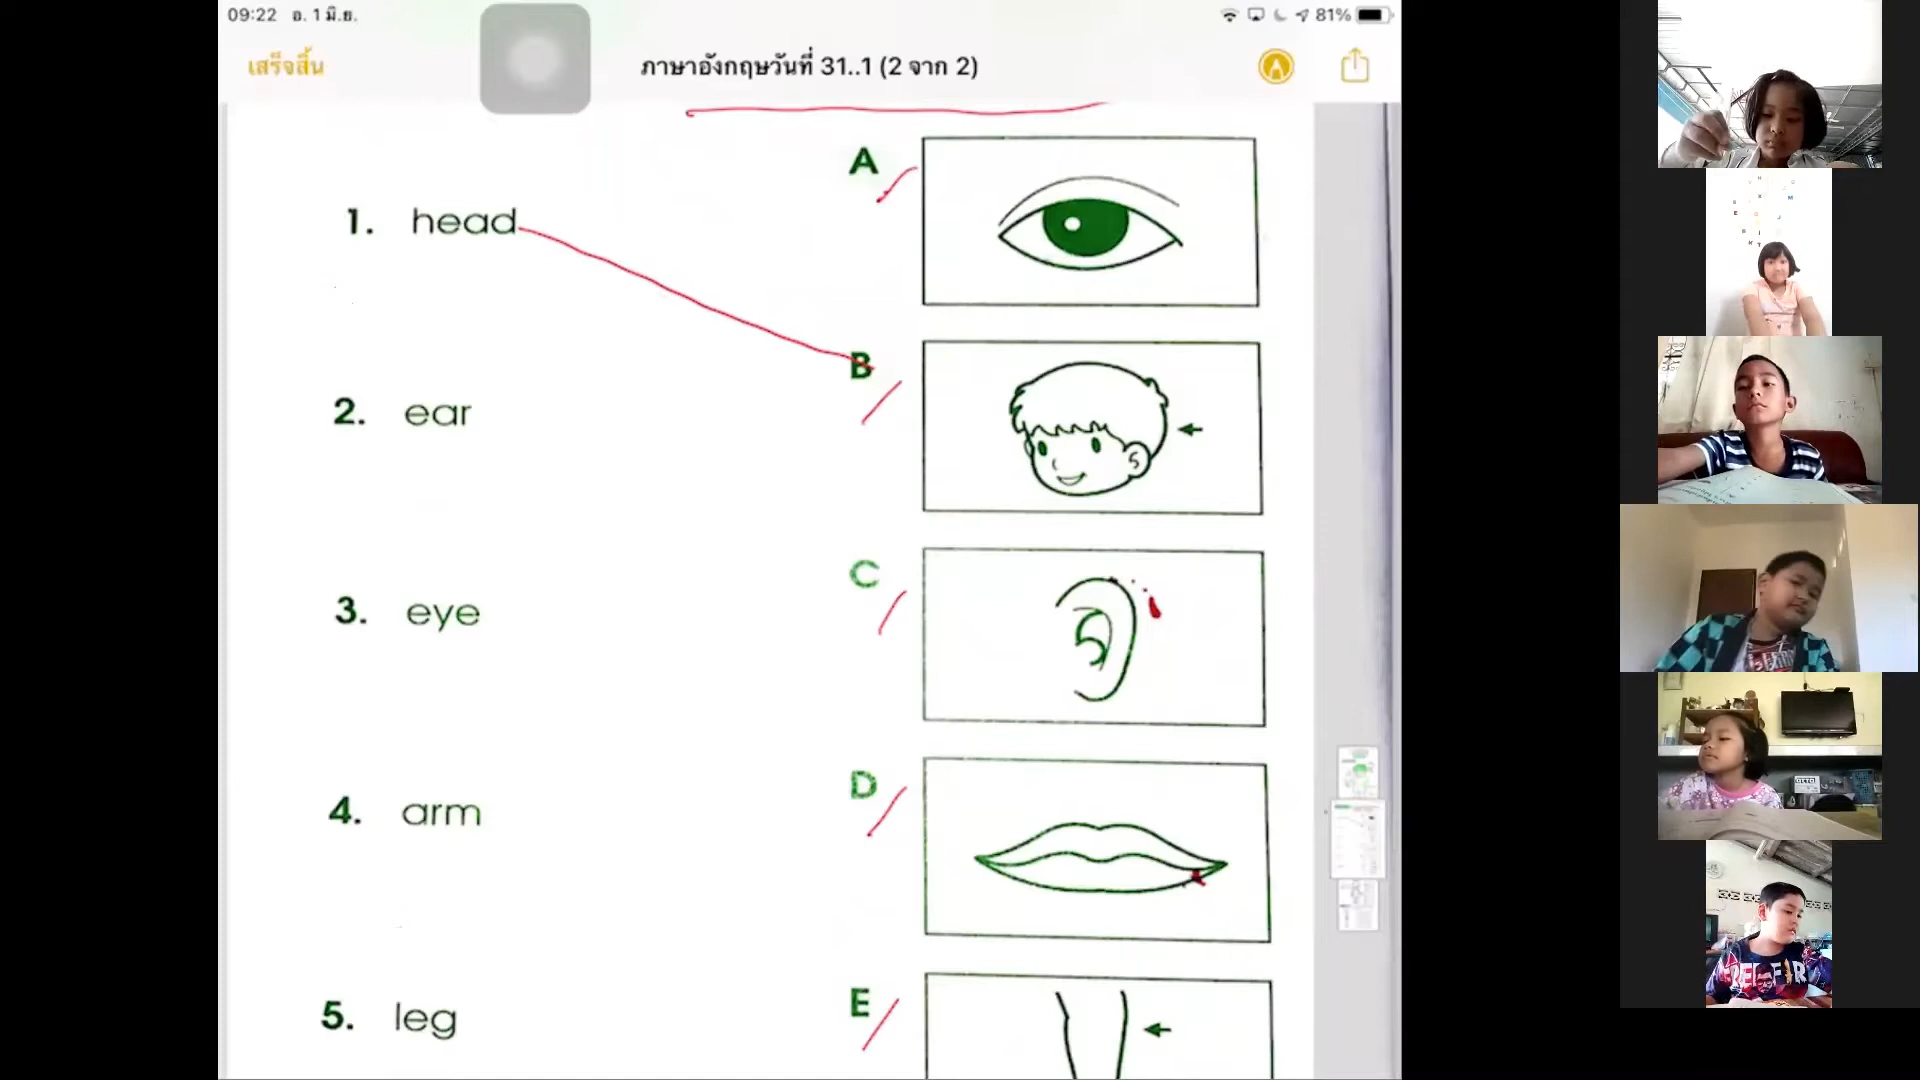 09:22 อ. 1 มิ.ย. 81%
เสร็จสิ้น ภาษาอังกฤษวันที่ 31..1 (2 จาก 2)
A
1. head
B
2. ear
C
3. eye
D
4. arm
E
5. leg